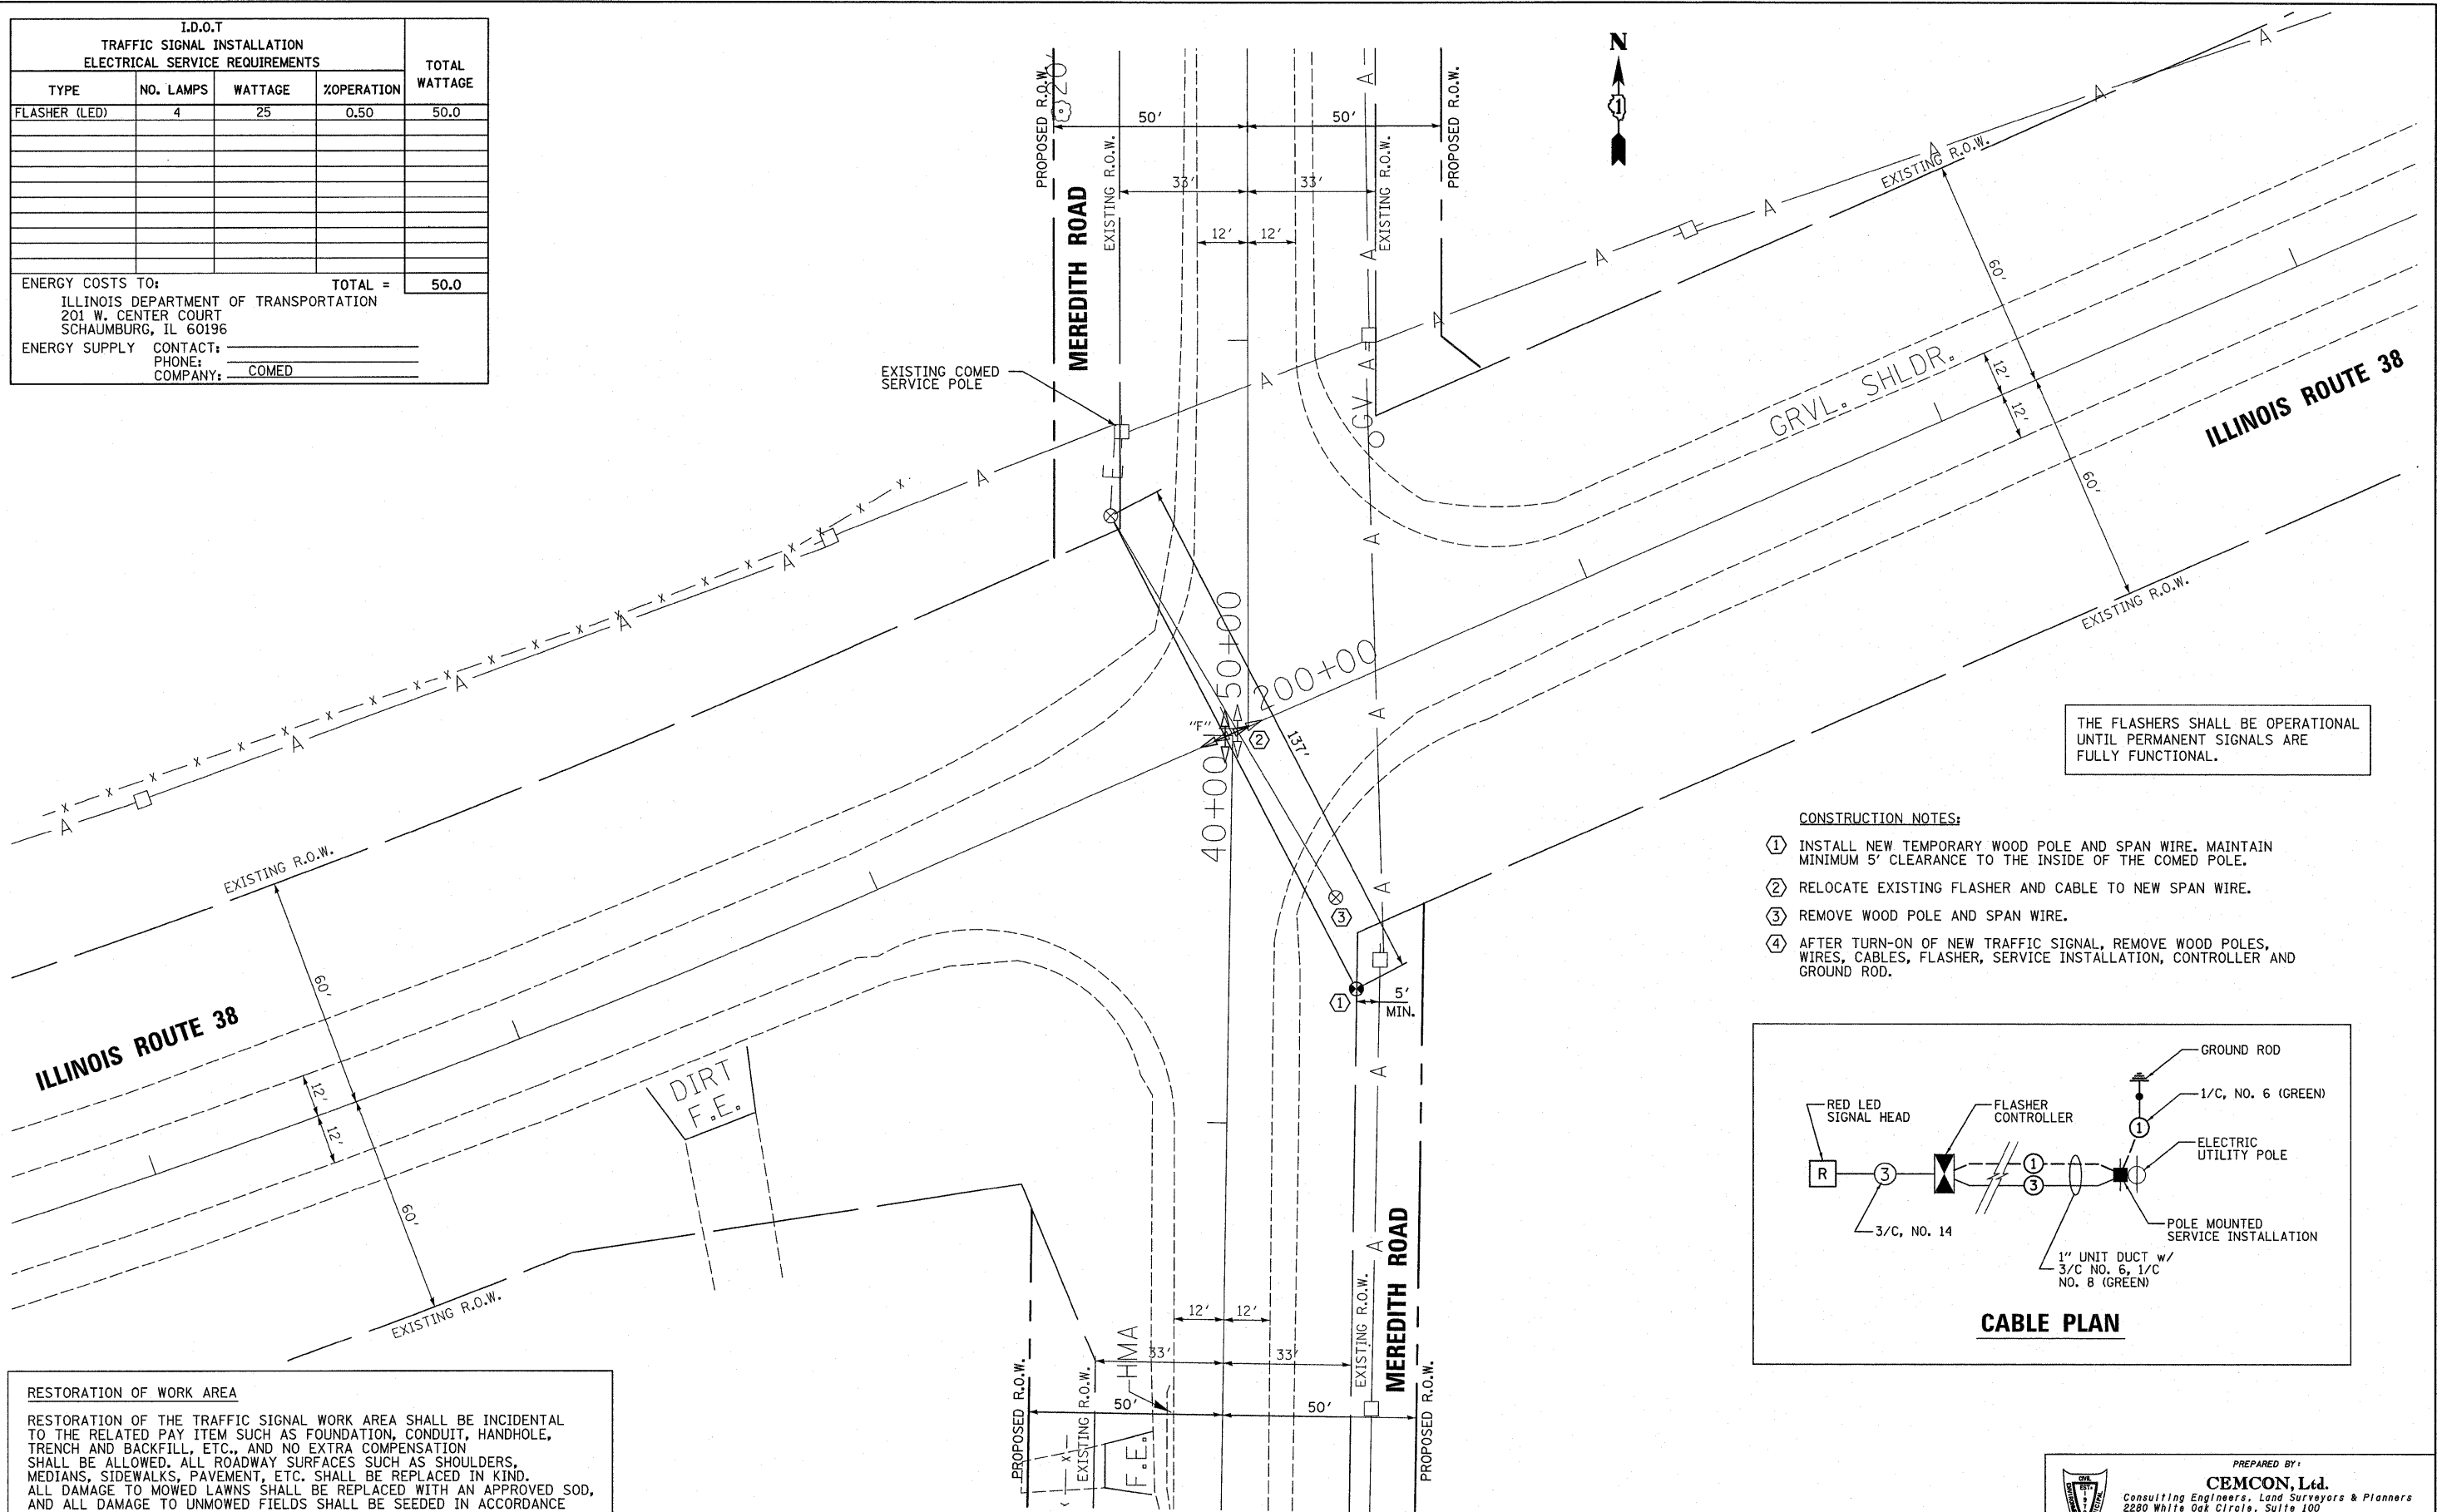 I.D.O.T
TRAFFIC SIGNAL INSTALLATION
ELECTRICAL SERVICE REQUIREMENTS
TOTAL
WATTAGE
TYPE NO. LAMPS WATTAGE %OPERATION
FLASHER (LED) 4 25 0.50 50.0
ENERGY COSTS TO: TOTAL = 50.0
ILLINOIS DEPARTMENT OF TRANSPORTATION
201 W. CENTER COURT
SCHAUMBURG, IL 60196
ENERGY SUPPLY CONTACT:
PHONE:
COMPANY: COMED
PROPOSED R.O.W.
MEREDITH ROAD
EXISTING R.O.W.
50' 50'
33' 33'
12' 12'
EXISTING R.O.W.
PROPOSED R.O.W.
A
A
A
GV
N
1
A
A
A
A
A
A
A
EXISTING R.O.W.
60'
GRVL. SHLDR.
12'
12'
60'
ILLINOIS ROUTE 38
EXISTING R.O.W.
EXISTING COMED
SERVICE POLE
E
A
A
A
A
A
A
EXISTING R.O.W.
50+00
200+00
"F"
2
137'
40+00
A
A
A
3
1
5'
MIN.
A
60'
ILLINOIS ROUTE 38
12'
12'
60'
EXISTING R.O.W.
DIRT
F.E.
THE FLASHERS SHALL BE OPERATIONAL
UNTIL PERMANENT SIGNALS ARE
FULLY FUNCTIONAL.
CONSTRUCTION NOTES:
1 INSTALL NEW TEMPORARY WOOD POLE AND SPAN WIRE. MAINTAIN
MINIMUM 5' CLEARANCE TO THE INSIDE OF THE COMED POLE.
2 RELOCATE EXISTING FLASHER AND CABLE TO NEW SPAN WIRE.
3 REMOVE WOOD POLE AND SPAN WIRE.
4 AFTER TURN-ON OF NEW TRAFFIC SIGNAL, REMOVE WOOD POLES,
WIRES, CABLES, FLASHER, SERVICE INSTALLATION, CONTROLLER AND
GROUND ROD.
GROUND ROD
1/C, NO. 6 (GREEN)
RED LED
SIGNAL HEAD
FLASHER
CONTROLLER
1
ELECTRIC
UTILITY POLE
R
3
1
3
3/C, NO. 14
POLE MOUNTED
SERVICE INSTALLATION
1" UNIT DUCT w/
3/C NO. 6, 1/C
NO. 8 (GREEN)
CABLE PLAN
A
MEREDITH ROAD
EXISTING R.O.W.
12' 12'
33' 33'
50' 50'
HMA
PROPOSED R.O.W.
EXISTING R.O.W.
F.E.
PROPOSED R.O.W.
RESTORATION OF WORK AREA
RESTORATION OF THE TRAFFIC SIGNAL WORK AREA SHALL BE INCIDENTAL
TO THE RELATED PAY ITEM SUCH AS FOUNDATION, CONDUIT, HANDHOLE,
TRENCH AND BACKFILL, ETC., AND NO EXTRA COMPENSATION
SHALL BE ALLOWED. ALL ROADWAY SURFACES SUCH AS SHOULDERS,
MEDIANS, SIDEWALKS, PAVEMENT, ETC. SHALL BE REPLACED IN KIND.
ALL DAMAGE TO MOWED LAWNS SHALL BE REPLACED WITH AN APPROVED SOD,
AND ALL DAMAGE TO UNMOWED FIELDS SHALL BE SEEDED IN ACCORDANCE
PREPARED BY:
CEMCON, Ltd.
Consulting Engineers, Land Surveyors & Planners
2280 White Oak Circle, Suite 100